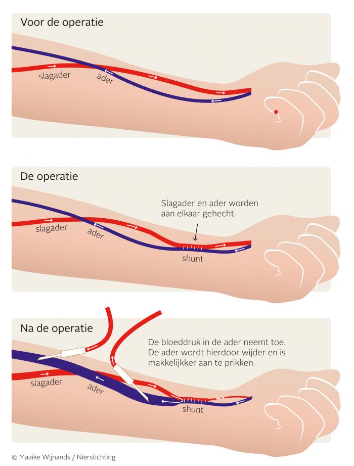 Voor de operatie
slagader
ader
De operatie
Slagader en ader worden
aan elkaar gehecht.
slagader
ader
shunt
Na de operatie
De bloeddruk in de ader neemt toe.
De ader wordt hierdoor wijder en is
makkelijker aan te prikken.
slagader
ader
shunt
© Maaike Wijnands / Nierstichting